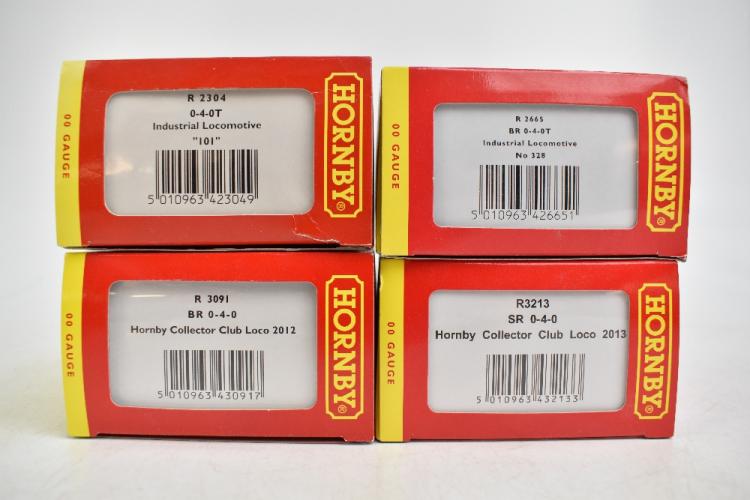 00 GAUGE
R 2304
0-4-0T
Industrial Locomotive
"101"
5 010963 423049
HORNBY®
00 GAUGE
R 2665
BR 0-4-0T
Industrial Locomotive
No 328
5 010963 426651
HORNBY®
00 GAUGE
R 3091
BR 0-4-0
Hornby Collector Club Loco 2012
5 010963 430917
HORNBY®
00 GAUGE
R3213
SR 0-4-0
Hornby Collector Club Loco 2013
5 010963 432133
HORNBY®